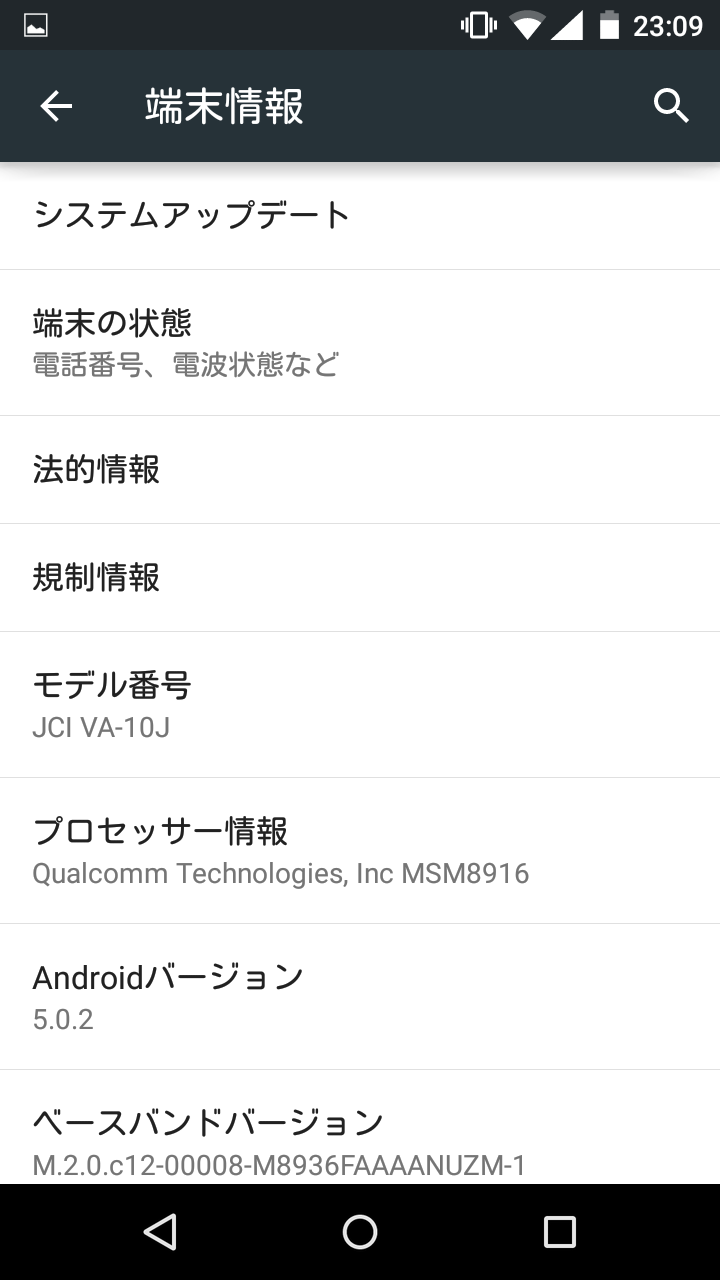 23:09
端末情報
システムアップデート
端末の状態
電話番号、電波状態など
法的情報
規制情報
モデル番号
JCI VA-10J
プロセッサー情報
Qualcomm Technologies, Inc MSM8916
Androidバージョン
5.0.2
ベースバンドバージョン
M.2.0.c12-00008-M8936FAAAANUZM-1